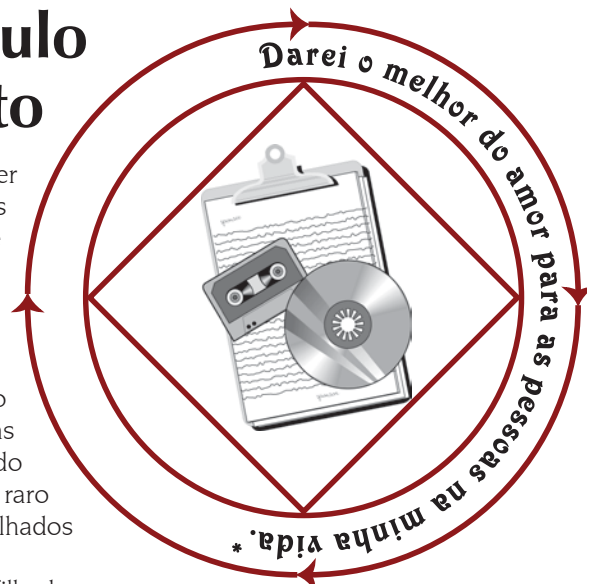 ulo
to
er
s
o
as
do
raro
lhados
Darei o melhor do amor para as pessoas na minha vida.*